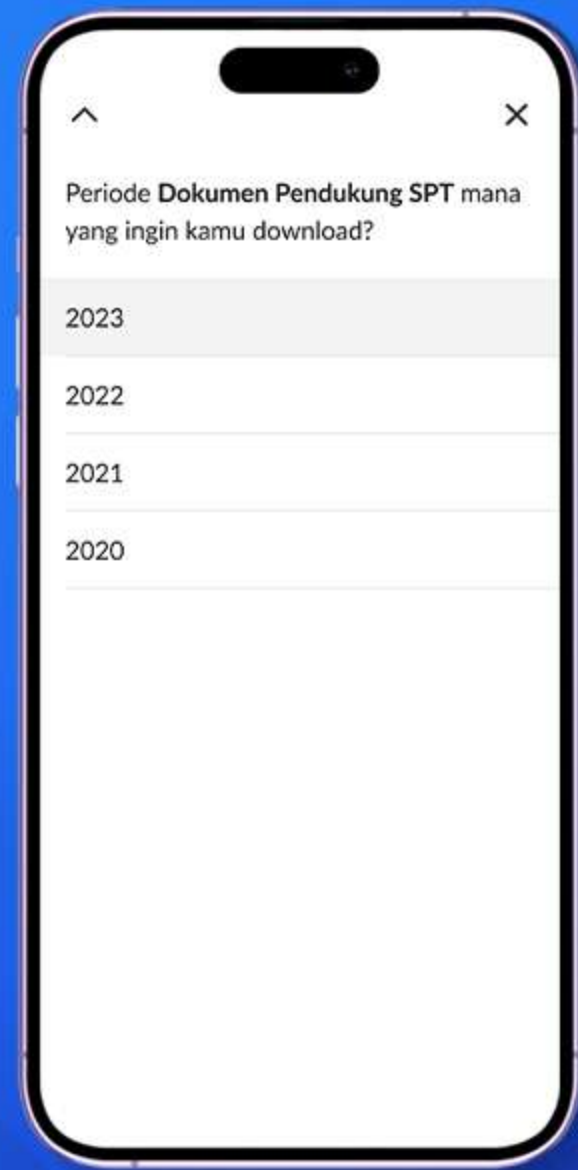 Periode Dokumen Pendukung SPT mana
yang ingin kamu download?
2023
2022
2021
2020